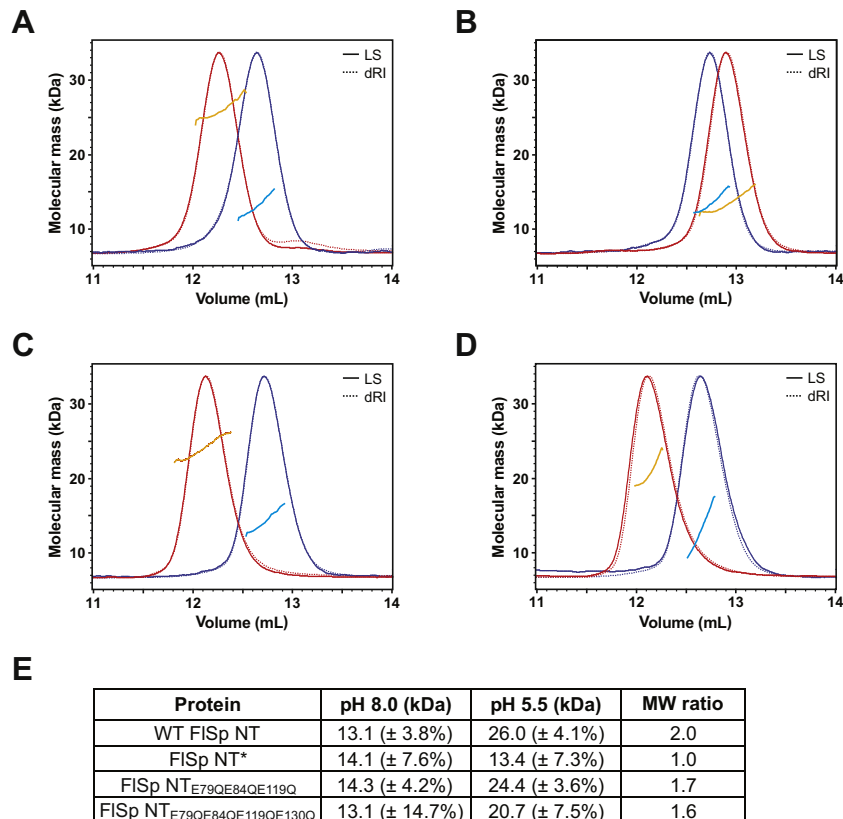 A
Molecular mass (kDa)
30
20
10
LS
dRI
11
12
13
14
Volume (mL)
B
Molecular mass (kDa)
30
20
10
LS
dRI
11
12
13
14
Volume (mL)
C
Molecular mass (kDa)
30
20
10
LS
dRI
11
12
13
14
Volume (mL)
D
Molecular mass (kDa)
30
20
10
LS
dRI
11
12
13
14
Volume (mL)
E
Protein pH 8.0 (kDa) pH 5.5 (kDa) MW ratio
WT FlSp NT 13.1 (± 3.8%) 26.0 (± 4.1%) 2.0
FlSp NT* 14.1 (± 7.6%) 13.4 (± 7.3%) 1.0
FlSp NTE79QE84QE119Q 14.3 (± 4.2%) 24.4 (± 3.6%) 1.7
FlSp NTE79QE84QE119QE130Q 13.1 (± 14.7%) 20.7 (± 7.5%) 1.6